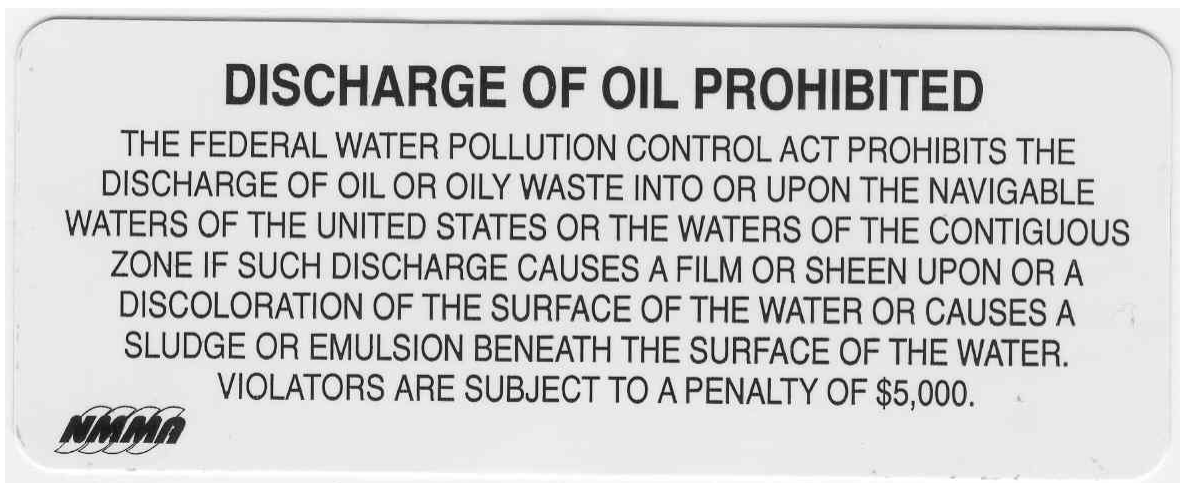 DISCHARGE OF OIL PROHIBITED
THE FEDERAL WATER POLLUTION CONTROL ACT PROHIBITS THE
DISCHARGE OF OIL OR OILY WASTE INTO OR UPON THE NAVIGABLE
WATERS OF THE UNITED STATES OR THE WATERS OF THE CONTIGUOUS
ZONE IF SUCH DISCHARGE CAUSES A FILM OR SHEEN UPON OR A
DISCOLORATION OF THE SURFACE OF THE WATER OR CAUSES A
SLUDGE OR EMULSION BENEATH THE SURFACE OF THE WATER.
VIOLATORS ARE SUBJECT TO A PENALTY OF $5,000.
NMMA